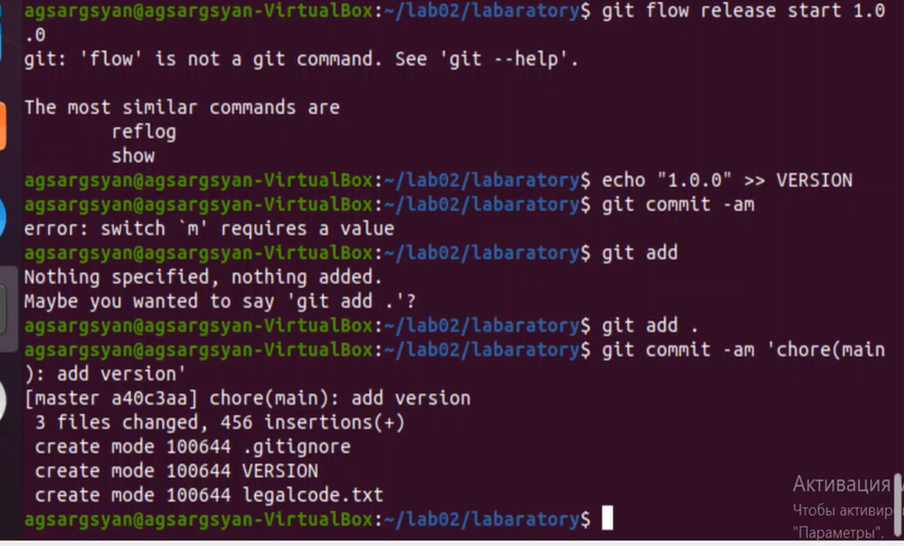 agsargsyan@agsargsyan-VirtualBox:~/lab02/labaratory$ git flow release start 1.0
.0
git: 'flow' is not a git command. See 'git --help'.
The most similar commands are
reflog
show
agsargsyan@agsargsyan-VirtualBox:~/lab02/labaratory$ echo "1.0.0" >> VERSION
agsargsyan@agsargsyan-VirtualBox:~/lab02/labaratory$ git commit -am
error: switch `m' requires a value
agsargsyan@agsargsyan-VirtualBox:~/lab02/labaratory$ git add
Nothing specified, nothing added.
Maybe you wanted to say 'git add .'?
agsargsyan@agsargsyan-VirtualBox:~/lab02/labaratory$ git add .
agsargsyan@agsargsyan-VirtualBox:~/lab02/labaratory$ git commit -am 'chore(main
): add version'
[master a40c3aa] chore(main): add version
3 files changed, 456 insertions(+)
create mode 100644 .gitignore
create mode 100644 VERSION
create mode 100644 legalcode.txt
agsargsyan@agsargsyan-VirtualBox:~/lab02/labaratory$
Активация
Чтобы
"Параметры".